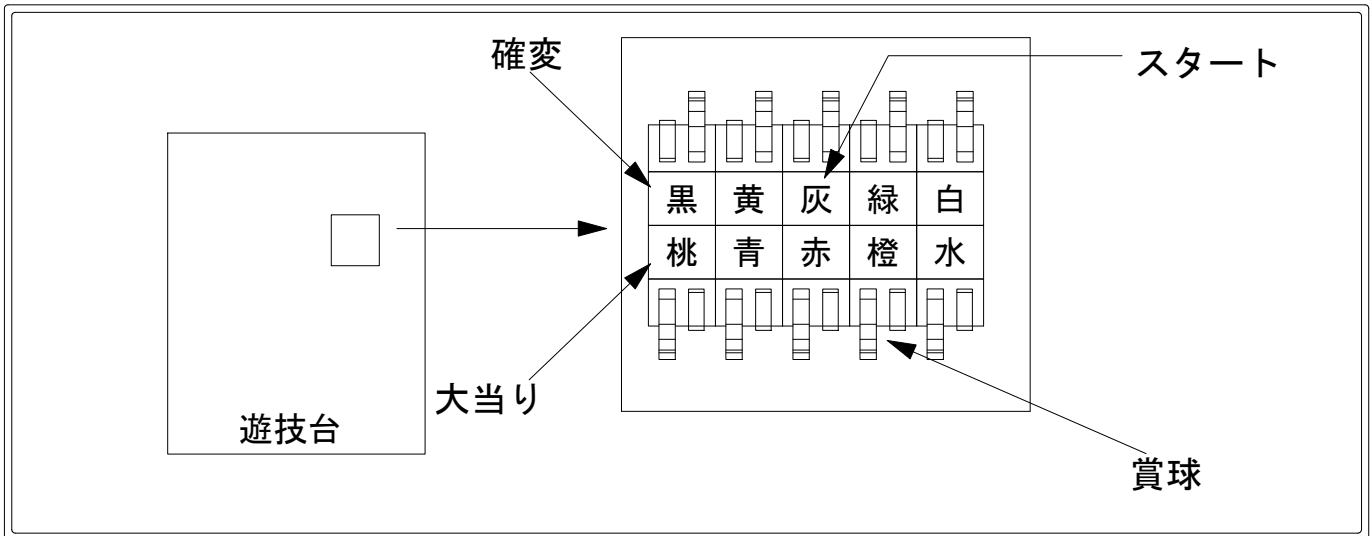 確変
スタート
黒 黄 灰 緑 白
桃 青 赤 橙 水
大当り
遊技台
賞球